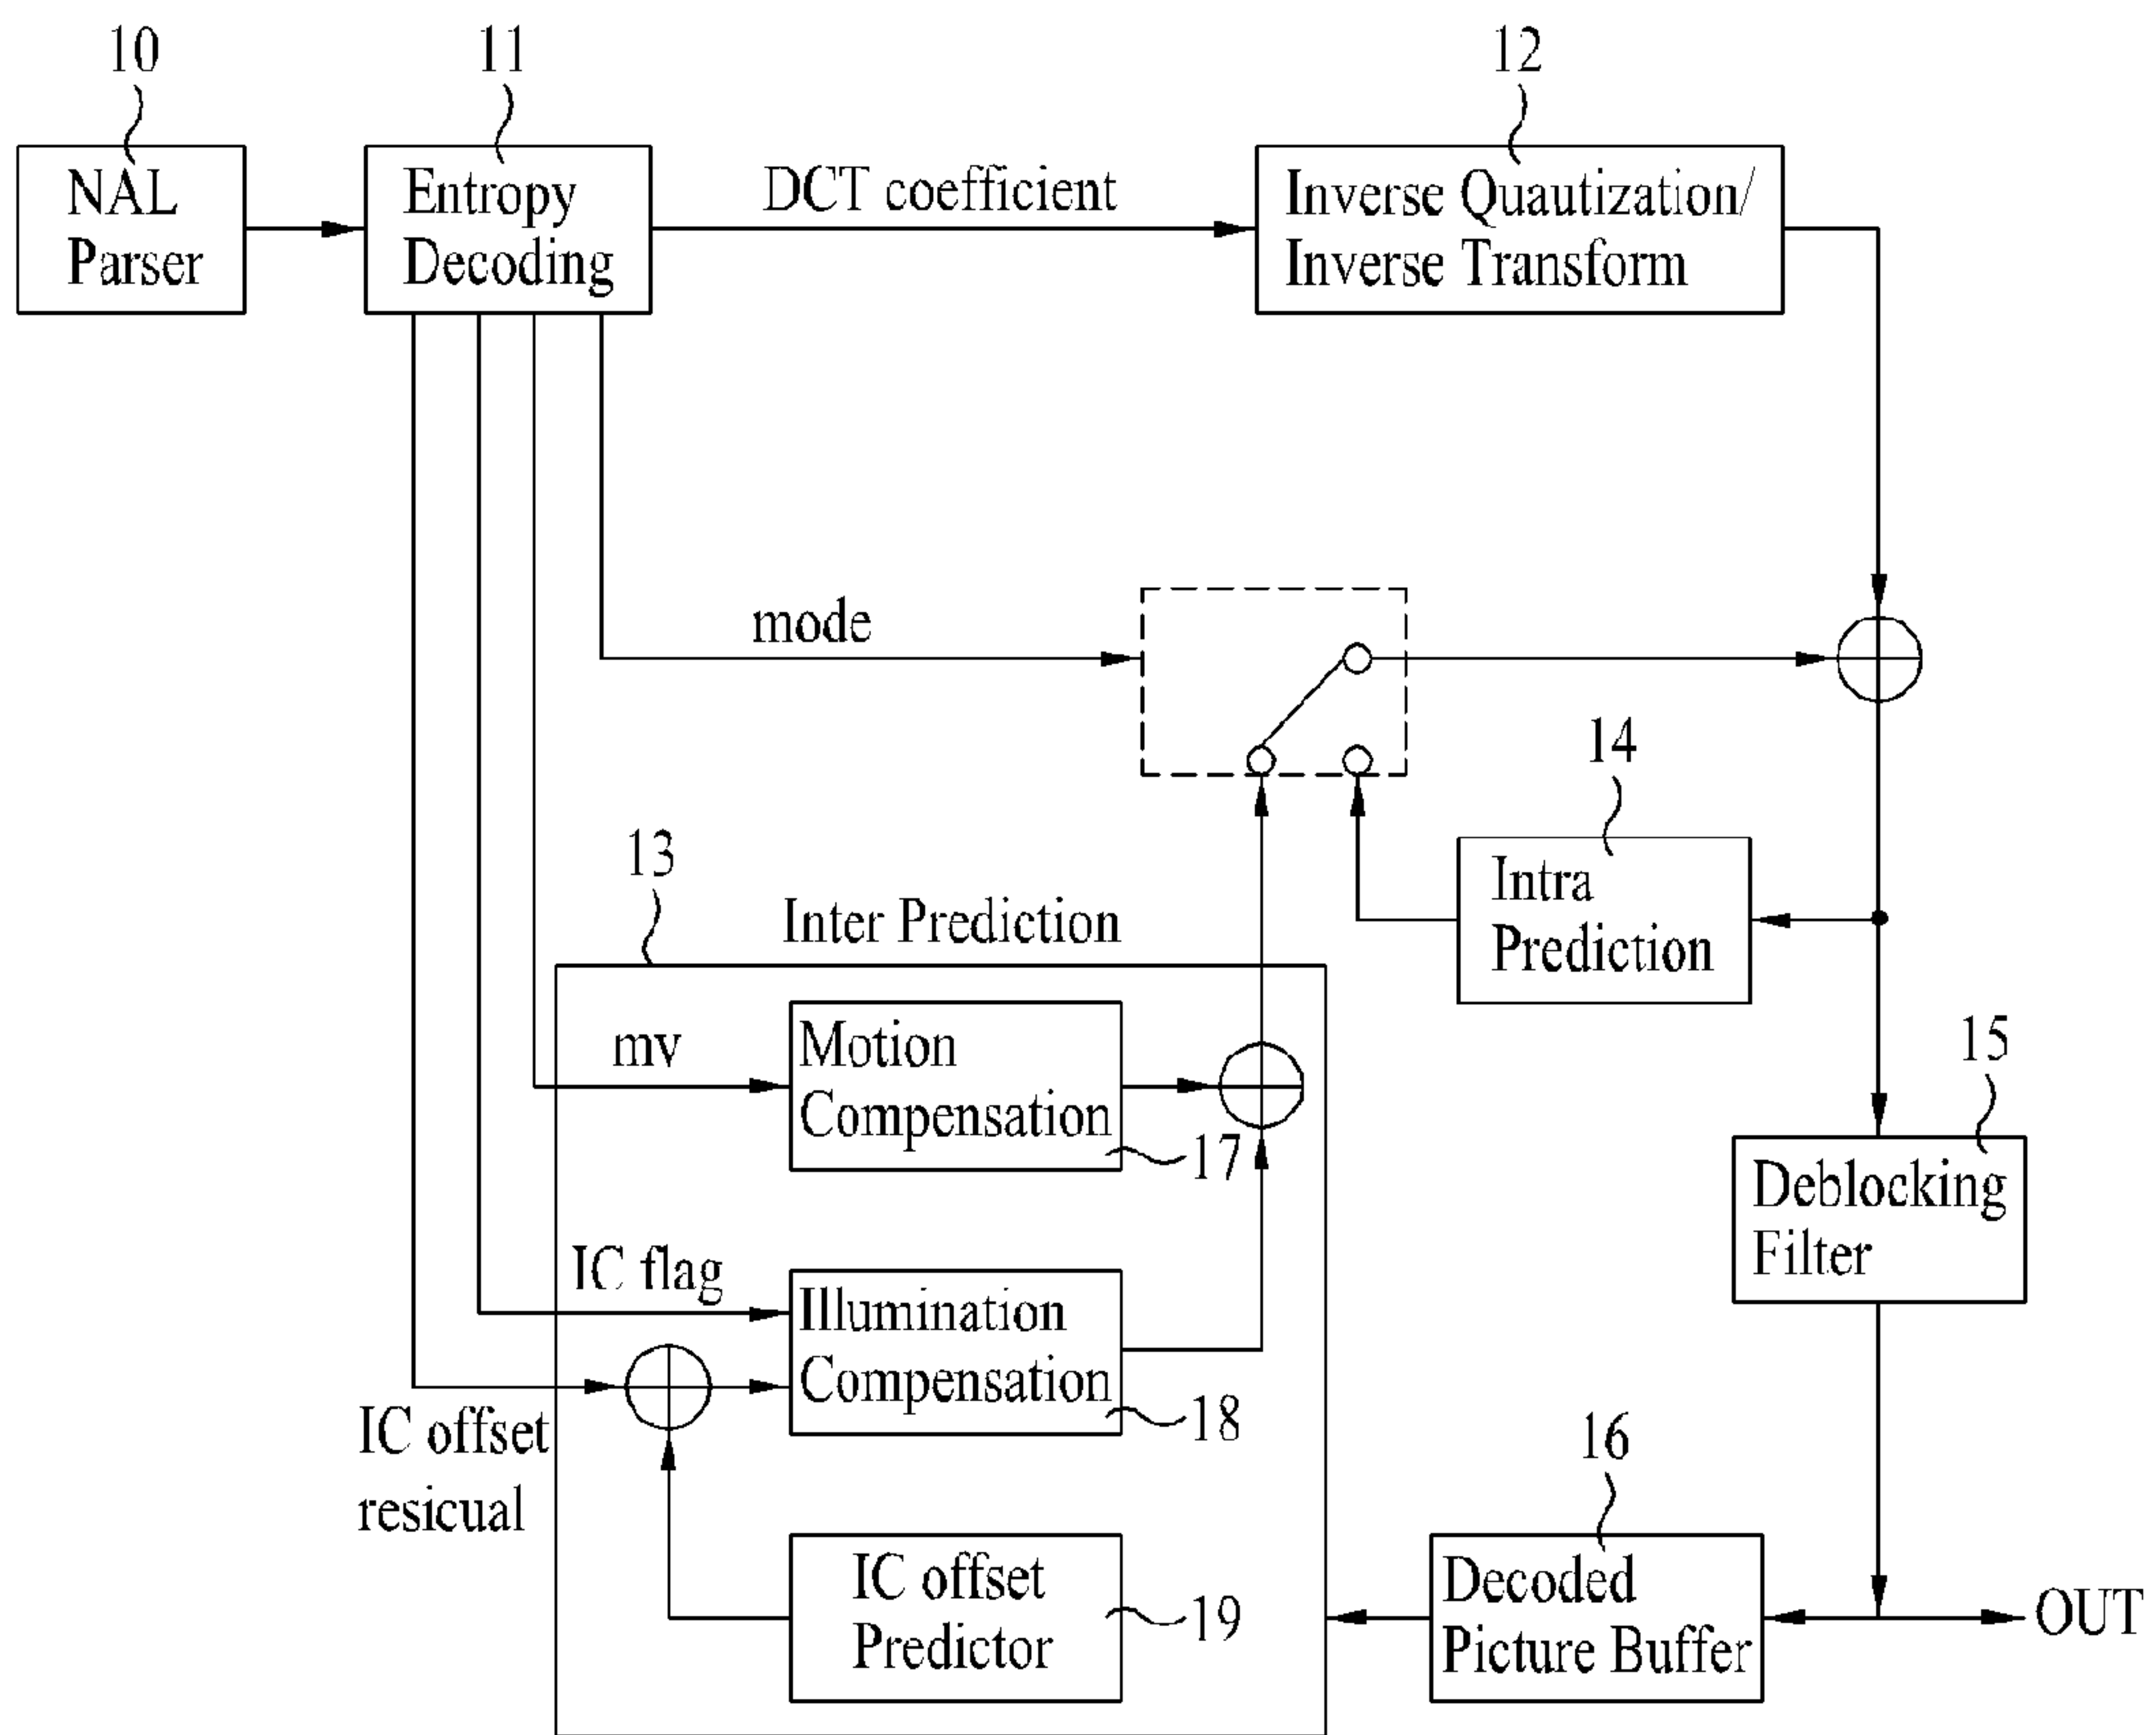 10
11
12
NAL
Parser
Entropy
Decoding
DCT coefficient
Inverse Quautization/
Inverse Transform
mode
14
Intra
Prediction
13
Inter Prediction
mv
Motion
Compensation
17
15
Deblocking
Filter
IC flag
Illumination
Compensation
18
IC offset
resicual
16
IC offset
Predictor
19
Decoded
Picture Buffer
OUT